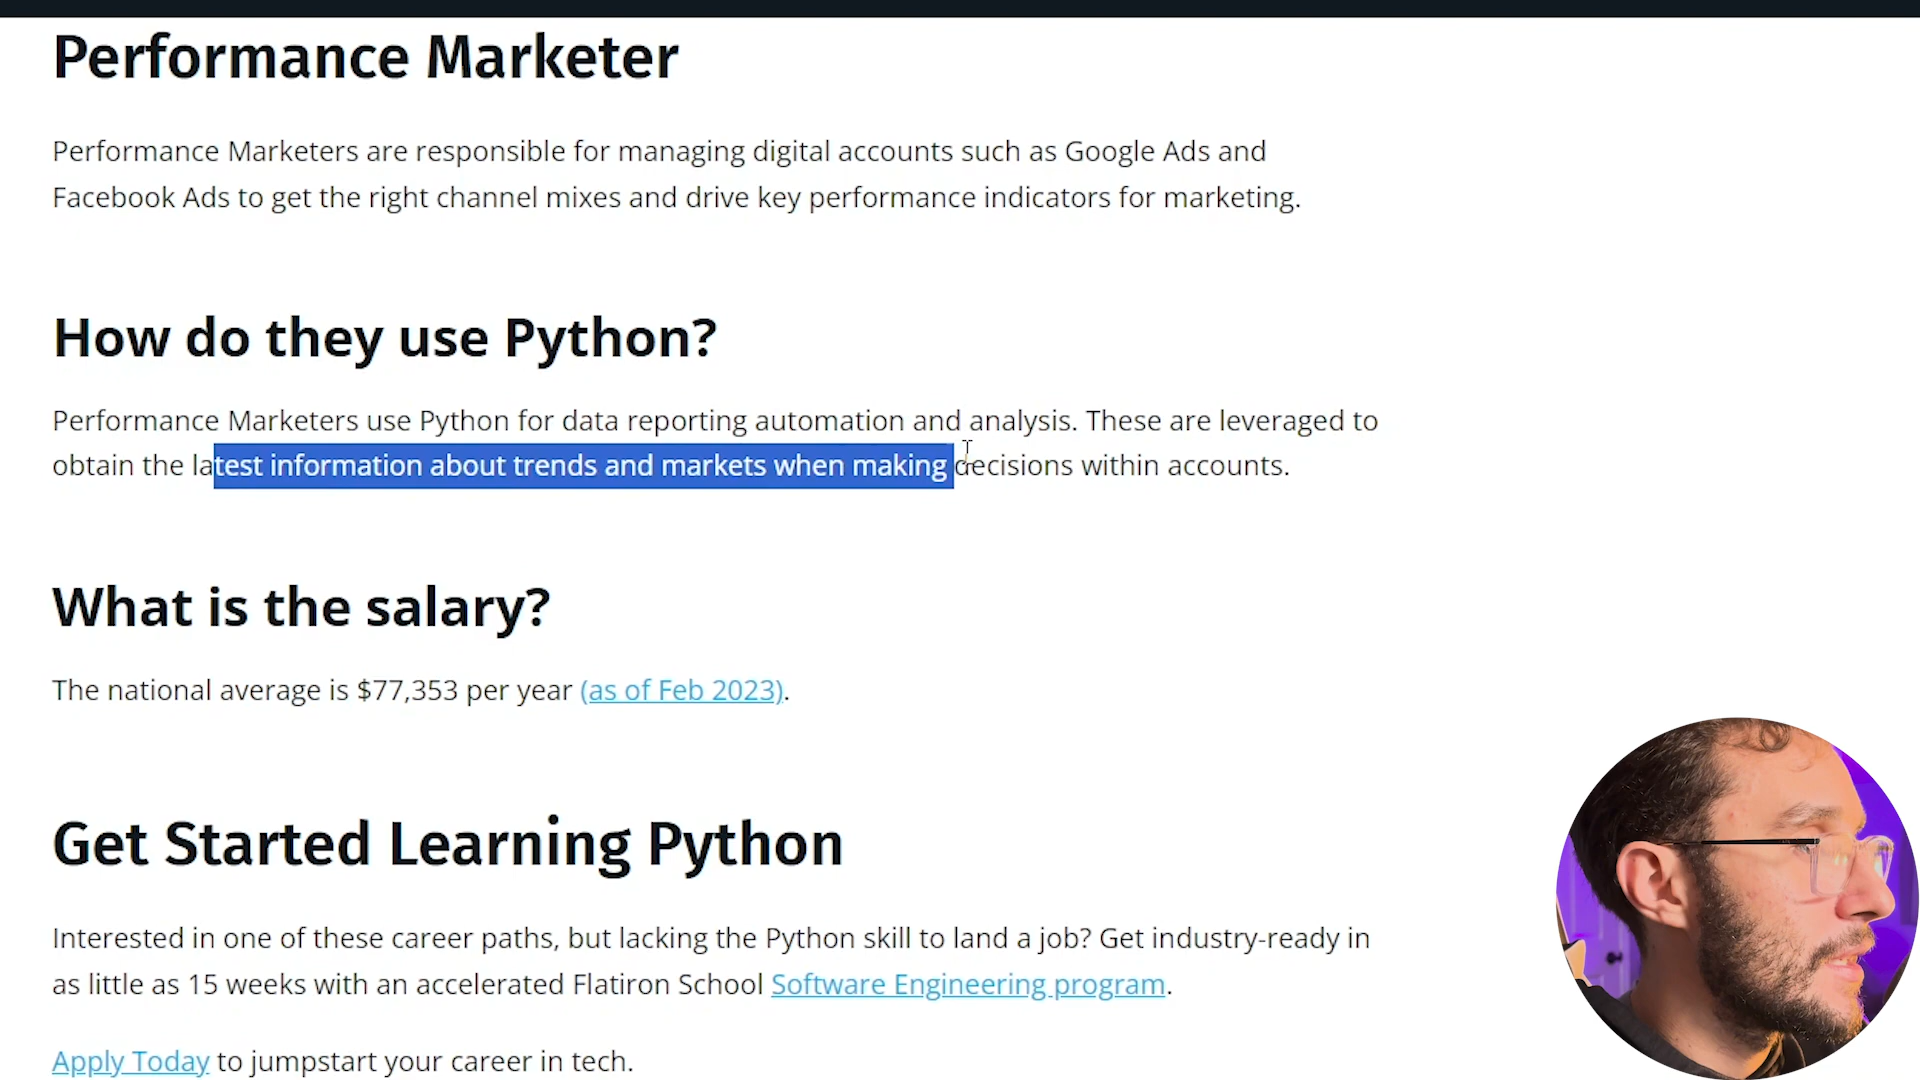 Performance Marketer
Performance Marketers are responsible for managing digital accounts such as Google Ads and
Facebook Ads to get the right channel mixes and drive key performance indicators for marketing.
How do they use Python?
Performance Marketers use Python for data reporting automation and analysis. These are leveraged to
obtain the latest information about trends and markets when making decisions within accounts.
What is the salary?
The national average is $77,353 per year (as of Feb 2023).
Get Started Learning Python
Interested in one of these career paths, but lacking the Python skill to land a job? Get industry-ready in
as little as 15 weeks with an accelerated Flatiron School Software Engineering program.
Apply Today to jumpstart your career in tech.